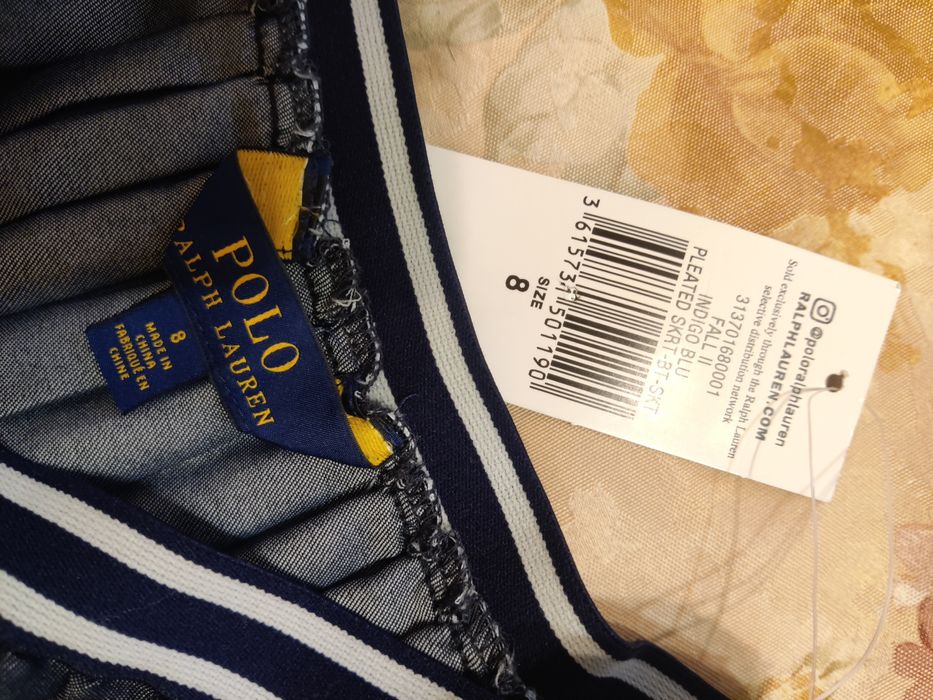 POLO
RALPH LAUREN
8
MADE IN
CHINA
FABRIQUÉ EN
CHINE
@poloralphlauren
RALPHLAUREN.COM
Sold exclusively through the Ralph Lauren
selective distribution network
313701680001
FALL II
INDIGO BLU
PLEATED SKRT-BT-SKT
3 615731 501190
SIZE
8